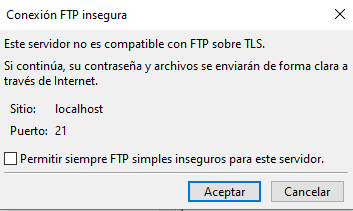 Conexión FTP insegura
Este servidor no es compatible con FTP sobre TLS.
Si continúa, su contraseña y archivos se enviarán de forma clara a
través de Internet.
Sitio: localhost
Puerto: 21
Permitir siempre FTP simples inseguros para este servidor.
Aceptar Cancelar